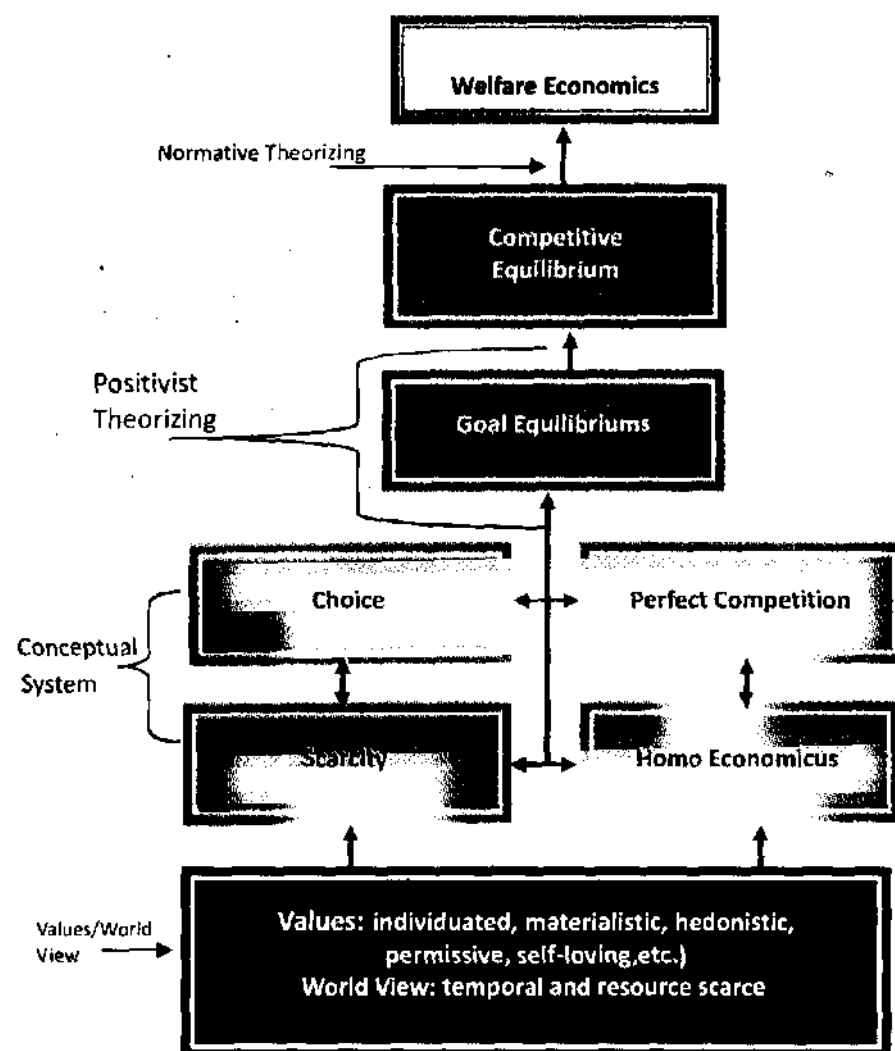 Welfare Economics
Normative Theorizing
Competitive
Equilibrium
Positivist
Theorizing
Goal Equilibriums
Choice
Perfect Competition
Conceptual
System
Scarcity
Homo Economicus
Values/World
View
Values: individuated, materialistic, hedonistic,
permissive, self-loving,etc.)
World View: temporal and resource scarce